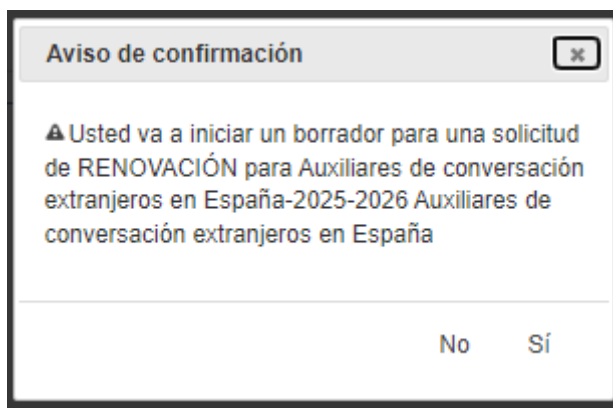 Aviso de confirmación
Usted va a iniciar un borrador para una solicitud
de RENOVACIÓN para Auxiliares de conversación
extranjeros en España-2025-2026 Auxiliares de
conversación extranjeros en España
No Sí